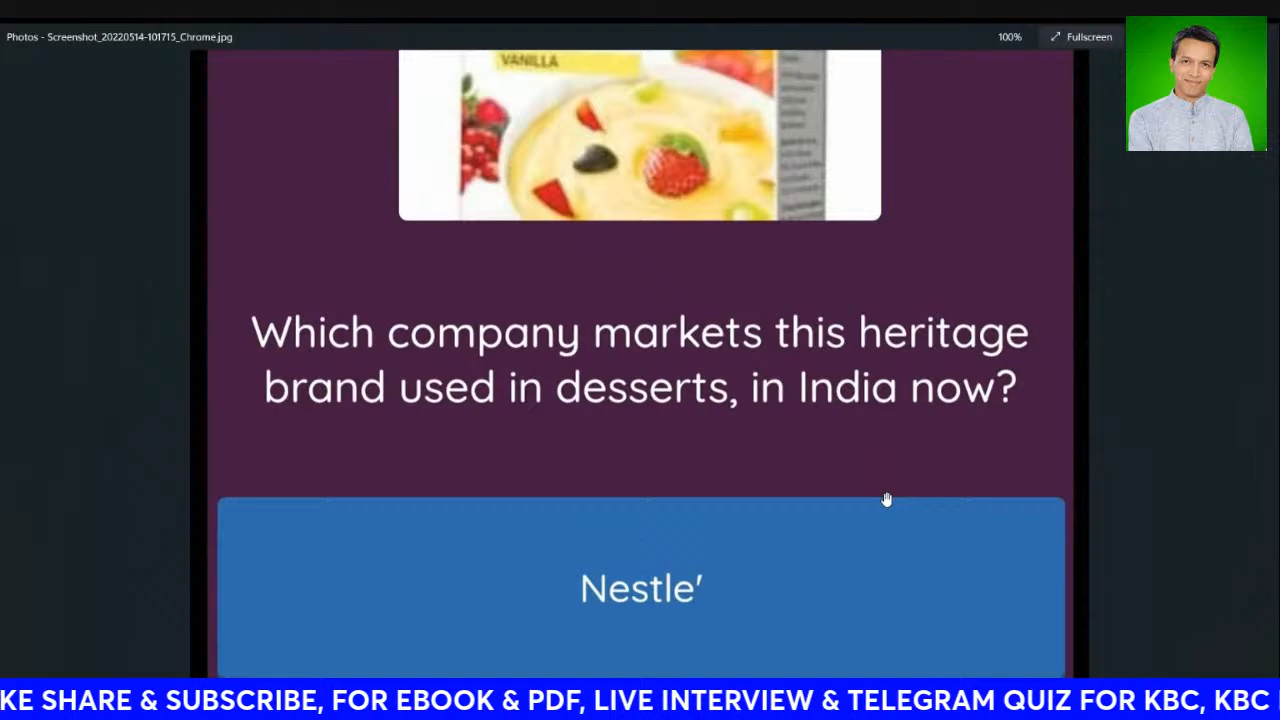 Photos - Screenshot_20220514-101715_Chrome.jpg
100%
Fullscreen
VANILLA
Which company markets this heritage
brand used in desserts, in India now?
Nestle'
KE SHARE & SUBSCRIBE, FOR EBOOK & PDF, LIVE INTERVIEW & TELEGRAM QUIZ FOR KBC, KBC